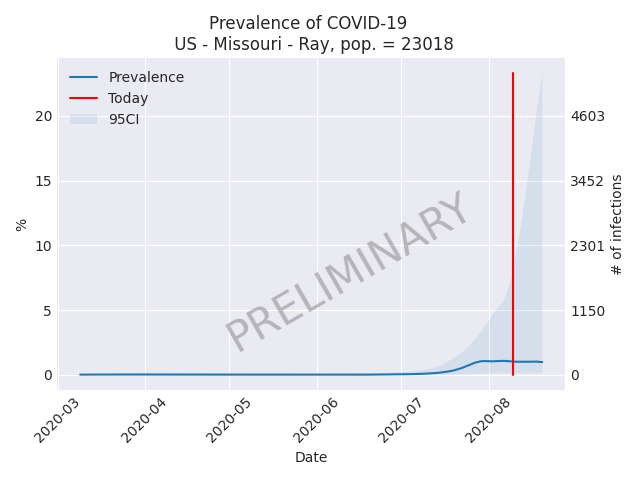 Prevalence of COVID-19
US - Missouri - Ray, pop. = 23018
Prevalence
Today
95CI
20
15
10
5
0
%
4603
3452
2301
1150
0
# of infections
PRELIMINARY
2020-03
2020-04
2020-05
2020-06
2020-07
2020-08
Date